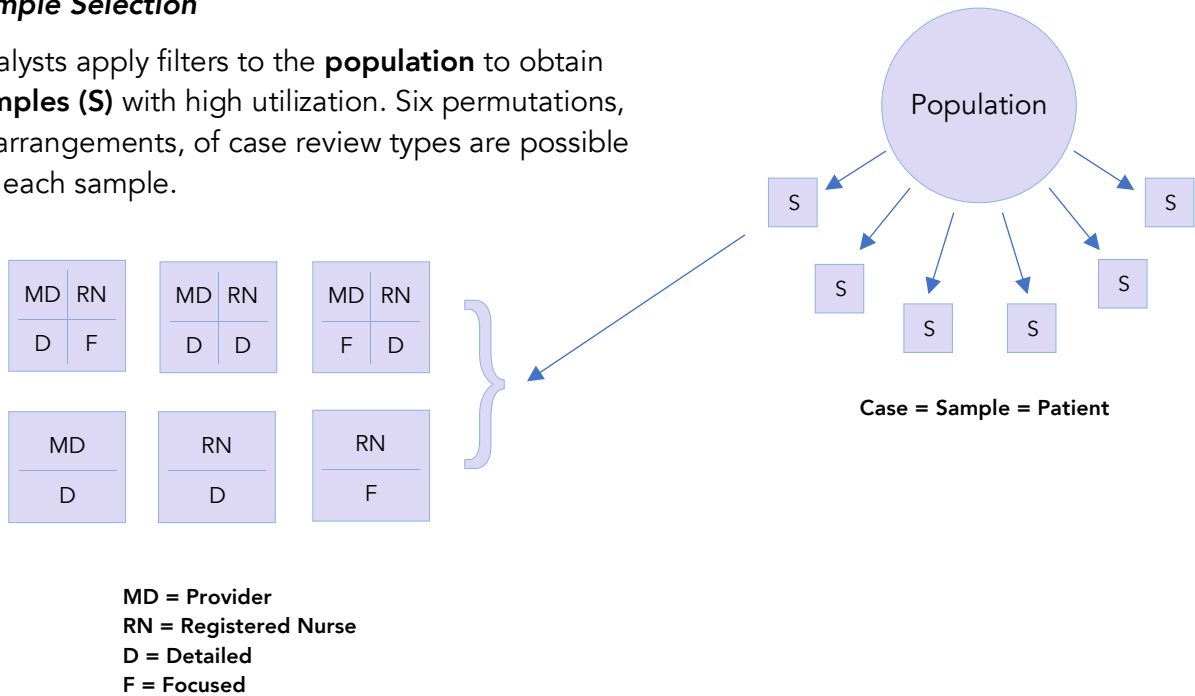 mple Selection
alysts apply filters to the population to obtain
mples (S) with high utilization. Six permutations,
arrangements, of case review types are possible
each sample.
Population
S
S
S
S
S
S
Case = Sample = Patient
MD RN
D F
MD RN
D D
MD RN
F D
}
MD
D
RN
D
RN
F
MD = Provider
RN = Registered Nurse
D = Detailed
F = Focused